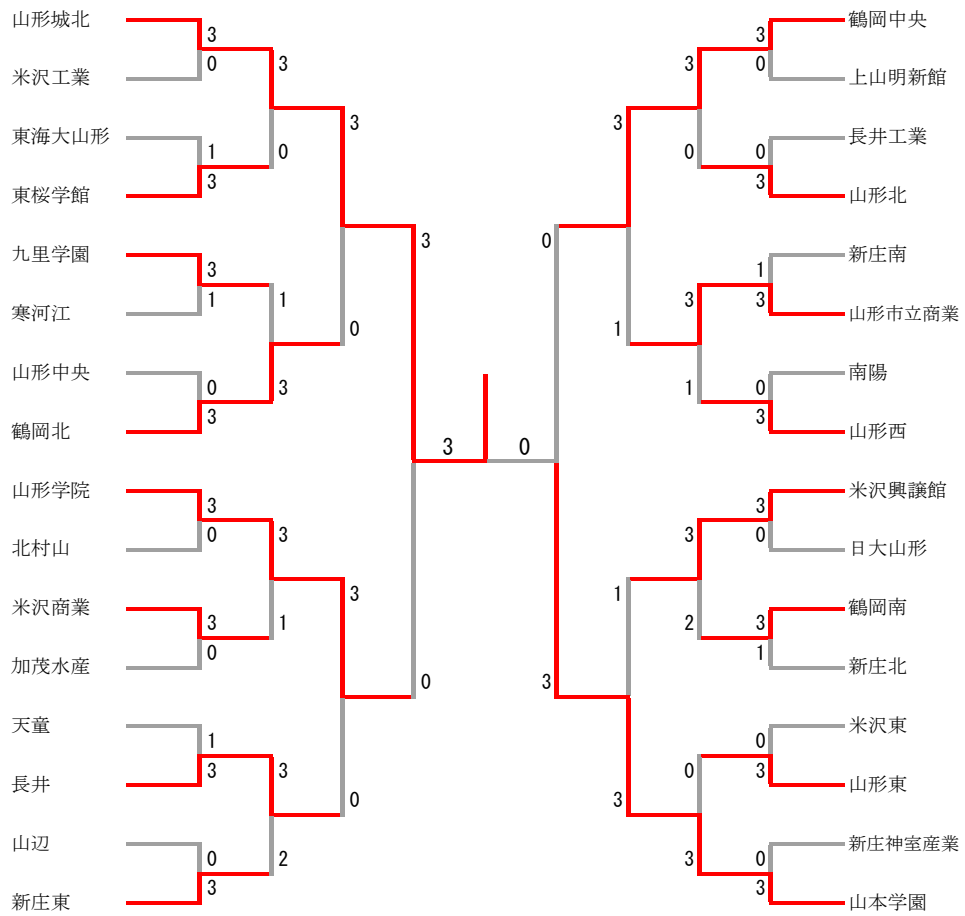 山形城北
3
0
米沢工業
3
東海大山形
1
0
3
東桜学館
3
九里学園
3
1
1
寒河江
0
山形中央
0
3
3
鶴岡北
3
山形学院
3
0
3
北村山
3
米沢商業
3
1
0
加茂水産
0
天童
1
3
3
長井
0
山辺
0
2
3
新庄東
3
0
鶴岡中央
3
3
0
上山明新館
3
長井工業
0
0
3
山形北
0
新庄南
1
3
3
山形市立商業
1
南陽
1
0
3
山形西
米沢興譲館
3
3
0
日大山形
1
鶴岡南
2
3
1
新庄北
3
米沢東
0
0
3
山形東
3
新庄神室産業
3
0
3
山本学園